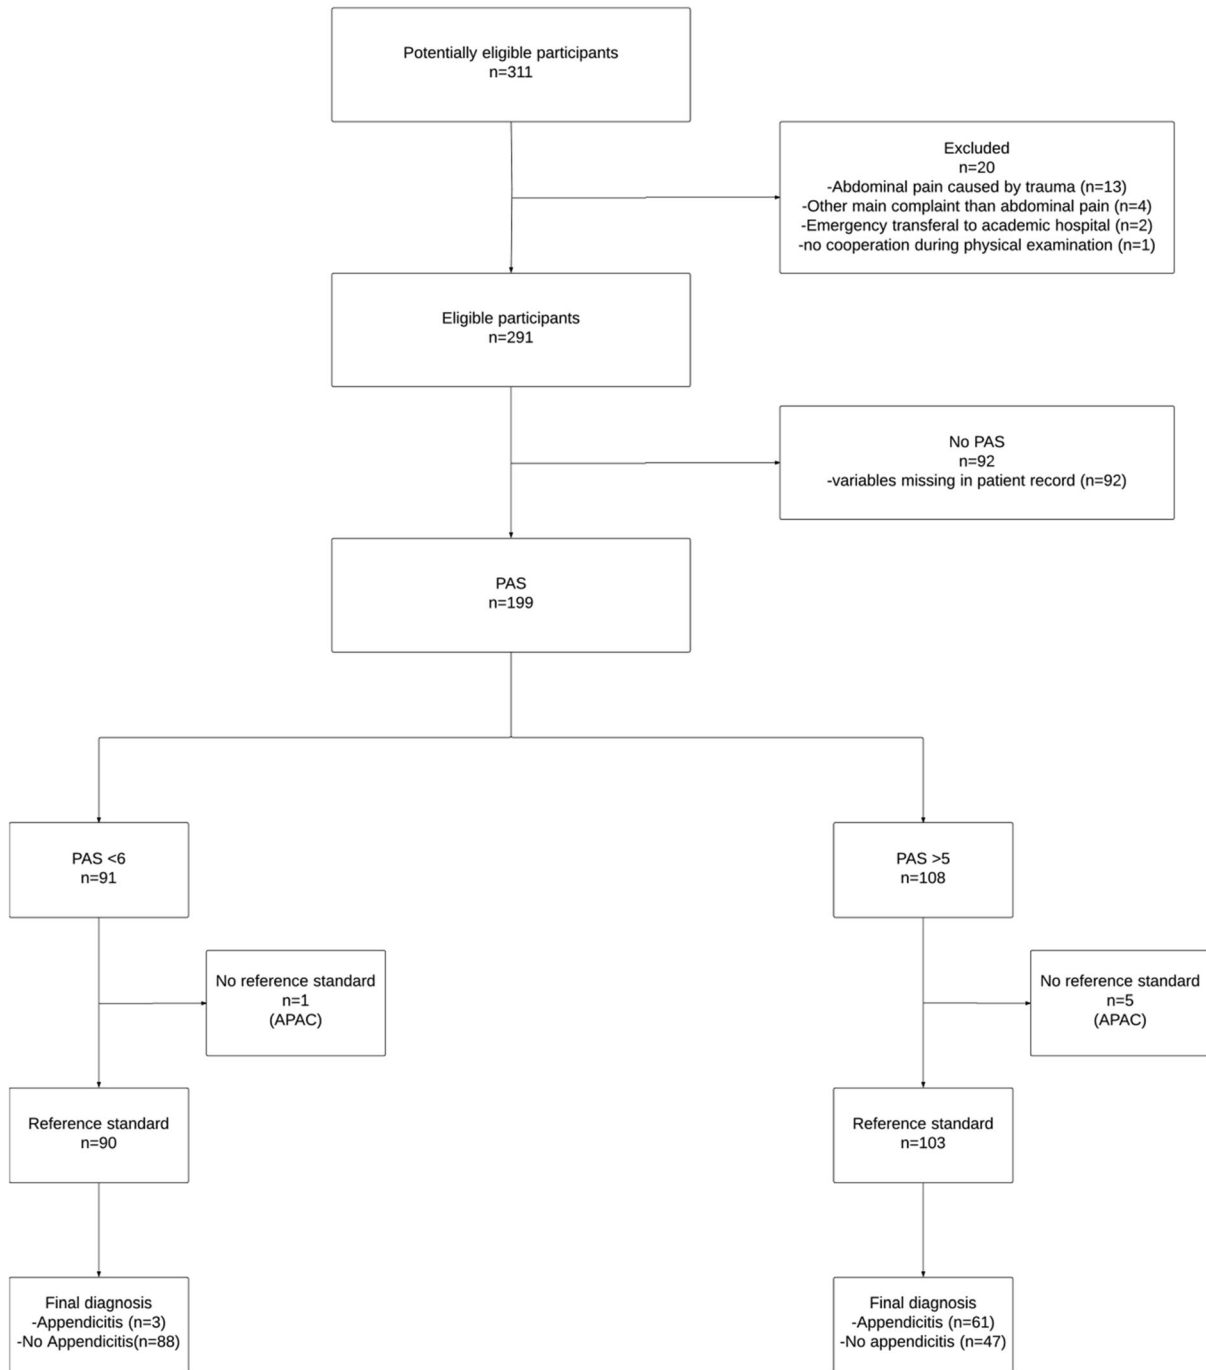 Potentially eligible participants
n=311
Excluded
n=20
-Abdominal pain caused by trauma (n=13)
-Other main complaint than abdominal pain (n=4)
-Emergency transferal to academic hospital (n=2)
-no cooperation during physical examination (n=1)
Eligible participants
n=291
No PAS
n=92
-variables missing in patient record (n=92)
PAS
n=199
PAS <6
n=91
PAS >5
n=108
No reference standard
n=1
(APAC)
No reference standard
n=5
(APAC)
Reference standard
n=90
Reference standard
n=103
Final diagnosis
-Appendicitis (n=3)
-No Appendicitis(n=88)
Final diagnosis
-Appendicitis (n=61)
-No appendicitis (n=47)